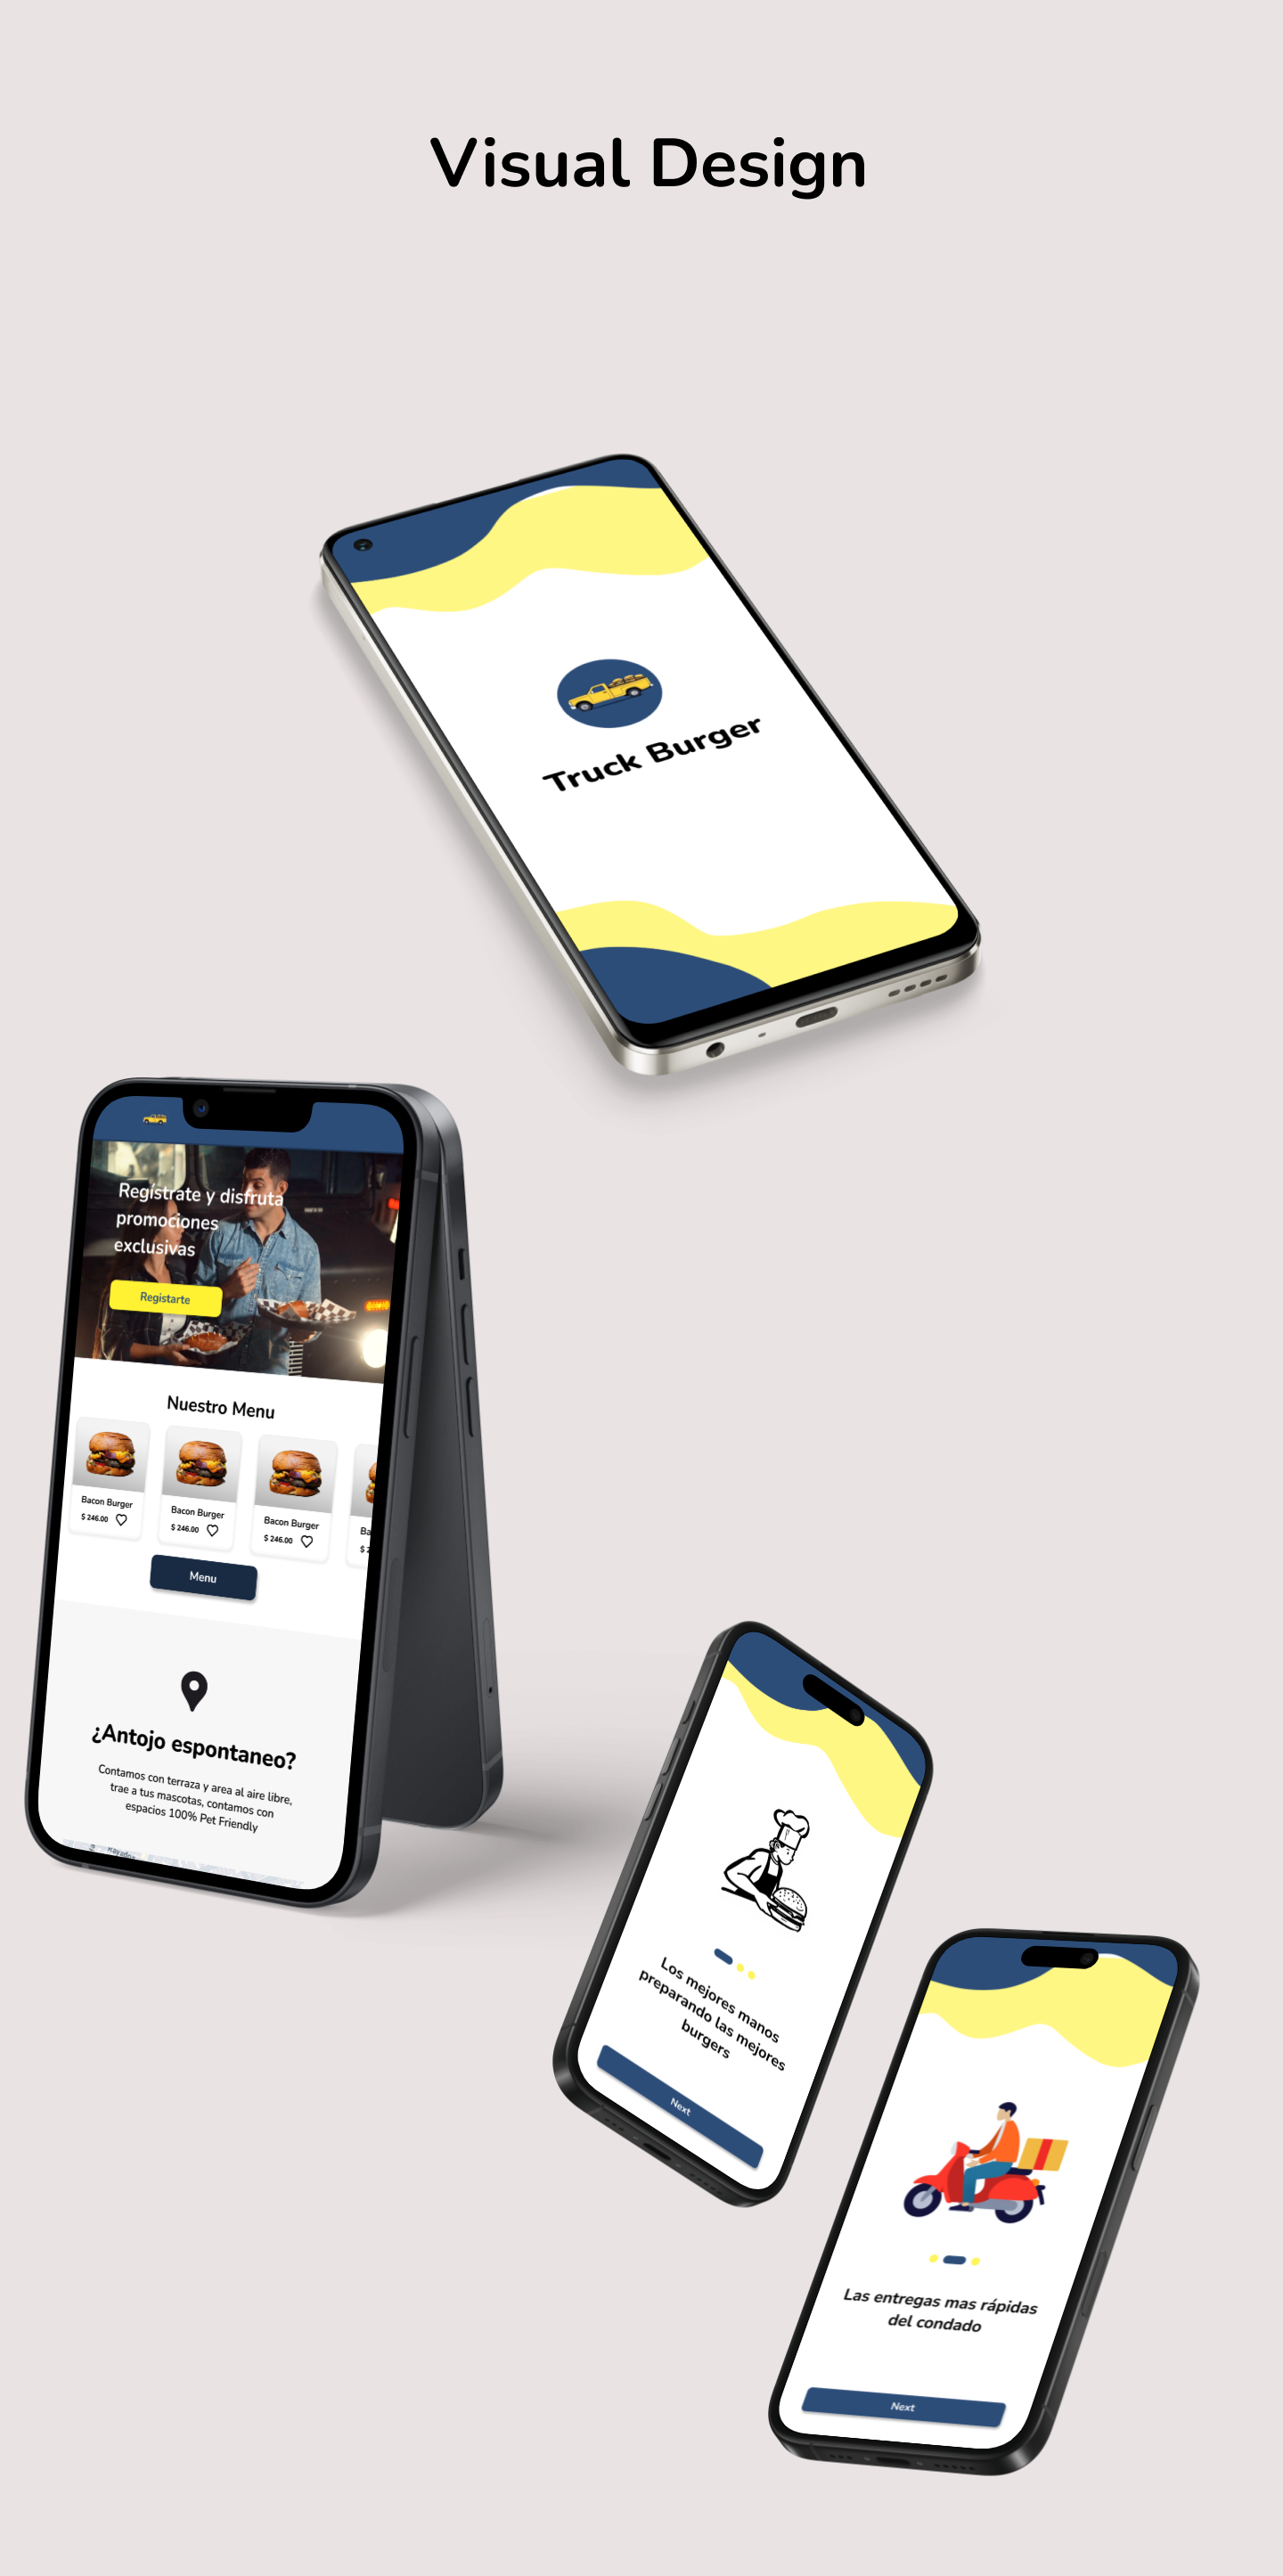 Visual Design
Truck Burger
Regístrate y disfruta
promociones
exclusivas
Registarte
Nuestro Menu
Bacon Burger
$ 246.00
Bacon Burger
$ 246.00
Bacon Burger
$ 246.00
Ba
$ 2
Menu
¿Antojo espontaneo?
Contamos con terraza y area al aire libre,
trae a tus mascotas, contamos con
espacios 100% Pet Friendly
Los mejores manos
preparando las mejores
burgers
Next
Las entregas mas rápidas
del condado
Next